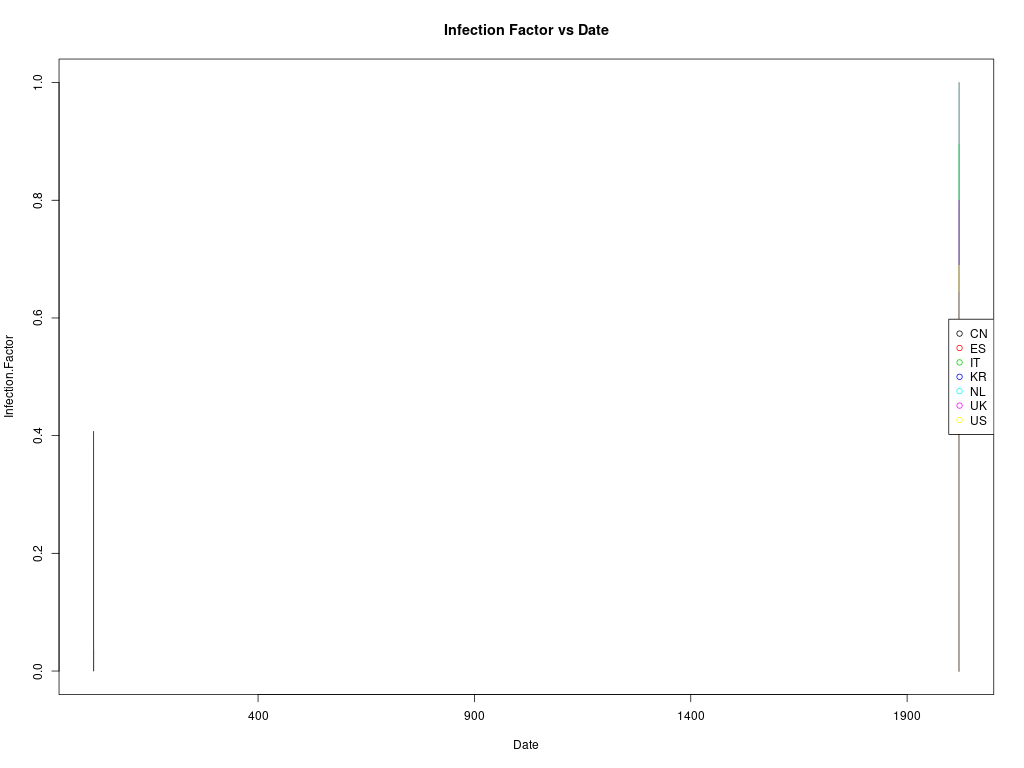 Infection Factor vs Date
1.0
0.8
0.6
0.4
0.2
0.0
Infection.Factor
CN
ES
IT
KR
NL
UK
US
400 900 1400 1900
Date